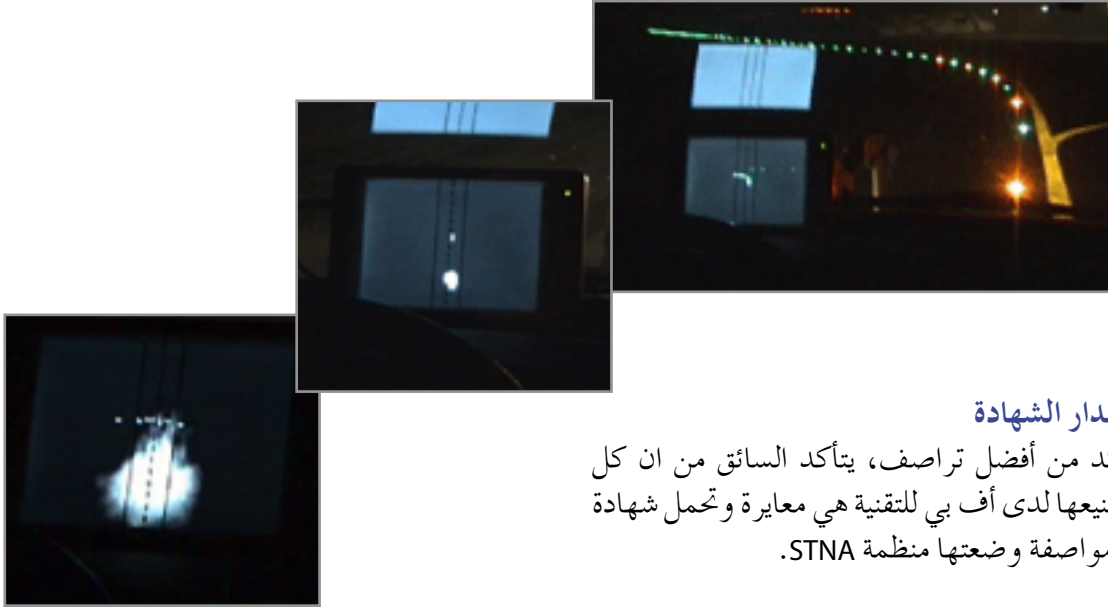 الشهادة
من أفضل تراصف، يتأكد السائق من ان كل
لدى أف بي للتقنية هي معايرة وتحمل شهادة
وضعتها منظمة STNA.